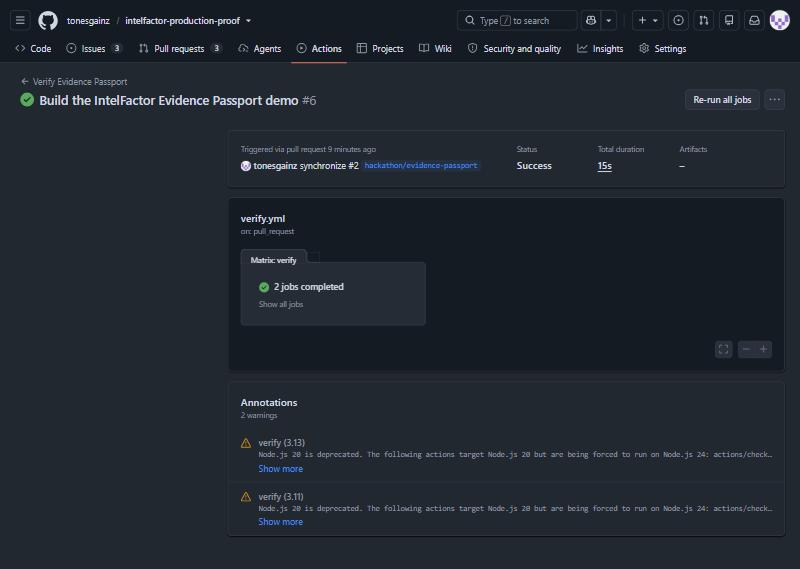 tonesgainz / intelfactor-production-proof
Type / to search
Code
Issues 3
Pull requests 3
Agents
Actions
Projects
Wiki
Security and quality
Insights
Settings
Verify Evidence Passport
Build the IntelFactor Evidence Passport demo #6
Re-run all jobs
Triggered via pull request 9 minutes ago
tonesgainz synchronize #2 hackathon/evidence-passport
Status
Success
Total duration
15s
Artifacts
–
verify.yml
on: pull_request
Matrix: verify
2 jobs completed
Show all jobs
Annotations
2 warnings
verify (3.13)
Node.js 20 is deprecated. The following actions target Node.js 20 but are being forced to run on Node.js 24: actions/check…
Show more
verify (3.11)
Node.js 20 is deprecated. The following actions target Node.js 20 but are being forced to run on Node.js 24: actions/check…
Show more